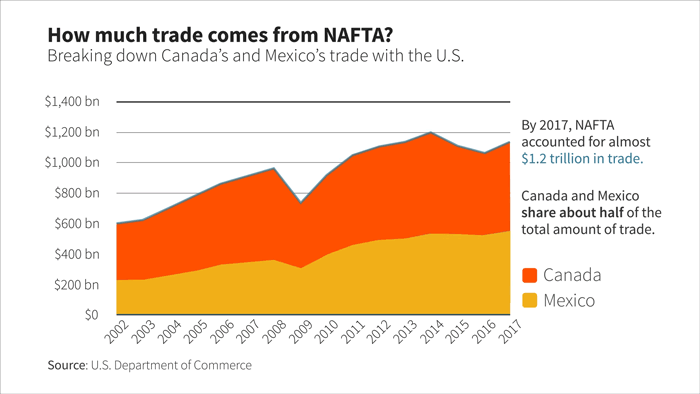 How much trade comes from NAFTA?
Breaking down Canada's and Mexico's trade with the U.S.
$1,400 bn
$1,200 bn
$1,000 bn
$800 bn
$600 bn
$400 bn
$200 bn
$0
2002 2003 2004 2005 2006 2007 2008 2009 2010 2011 2012 2013 2014 2015 2016 2017
By 2017, NAFTA
accounted for almost
$1.2 trillion in trade.
Canada and Mexico
share about half of the
total amount of trade.
Canada
Mexico
Source: U.S. Department of Commerce